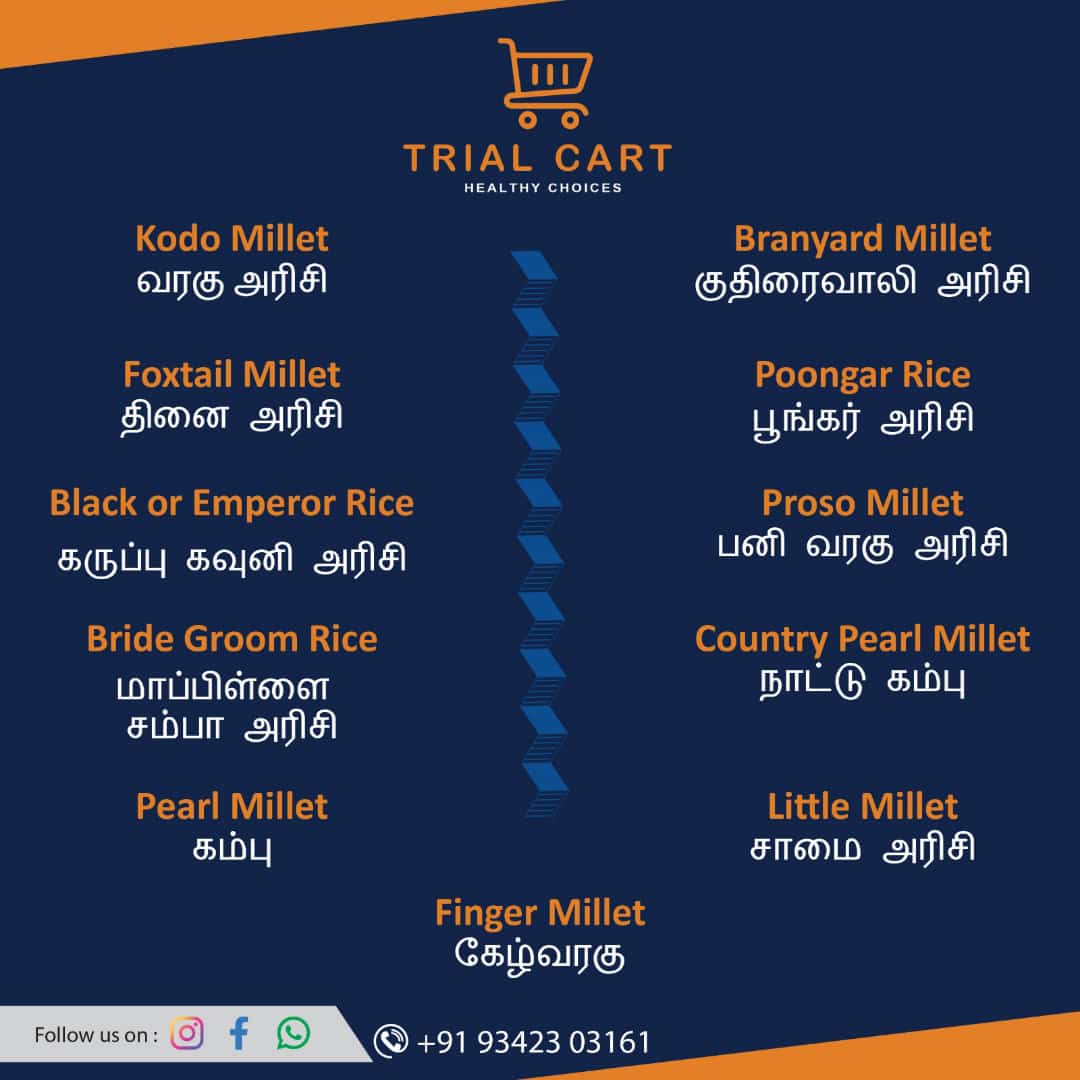 TRIAL CART
HEALTHY CHOICES
Kodo Millet
வரகு அரிசி
Foxtail Millet
தினை அரிசி
Black or Emperor Rice
கருப்பு கவுனி அரிசி
Bride Groom Rice
மாப்பிள்ளை
சம்பா அரிசி
Pearl Millet
கம்பு
Branyard Millet
குதிரைவாலி அரிசி
Poongar Rice
பூங்கர் அரிசி
Proso Millet
பனி வரகு அரிசி
Country Pearl Millet
நாட்டு கம்பு
Little Millet
சாமை அரிசி
Finger Millet
கேழ்வரகு
Follow us on :
+91 93423 03161